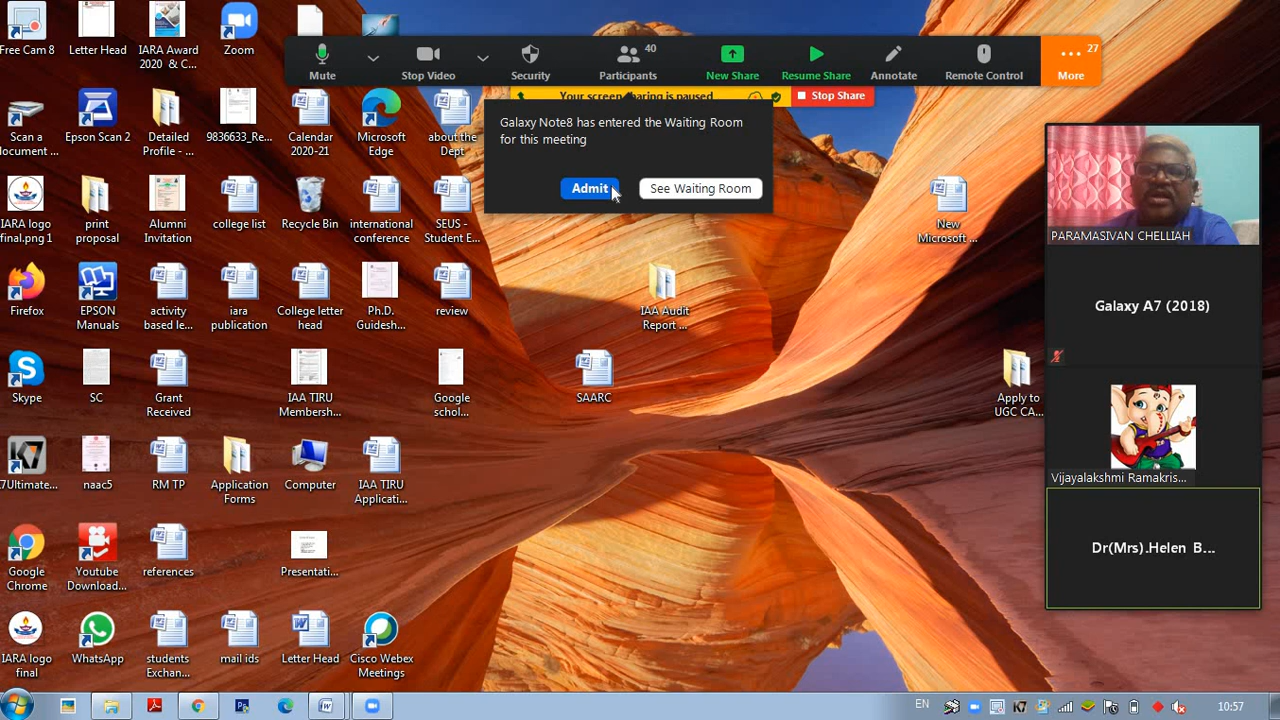 Free Cam 8
Letter Head
IARA Award
2020 & C...
Zoom
Mute
Stop Video
Security
40
Participants
New Share
Resume Share
Annotate
Remote Control
27
More
Your screen sharing is paused
Stop Share
Galaxy Note8 has entered the Waiting Room
for this meeting
Admit
See Waiting Room
Scan a
Document ...
Epson Scan 2
Detailed
Profile - ...
9836633_Re...
Calendar
2020-21
Microsoft
Edge
about the
Dept
IARA logo
final.png 1
print
proposal
Alumni
Invitation
college list
Recycle Bin
international
conference
SEUS -
Student E...
New
Microsoft ...
PARAMASIVAN CHELLIAH
Firefox
EPSON
Manuals
activity
based le...
iara
publication
College letter
head
Ph.D.
Guidesh...
review
IAA Audit
Report ...
Galaxy A7 (2018)
Skype
SC
Grant
Received
IAA TIRU
Membersh...
Google
schol...
SAARC
Apply to
UGC CA...
Vijayalakshmi Ramakris...
K7Ultimate...
naac5
RM TP
Application
Forms
Computer
IAA TIRU
Applicati...
Google
Chrome
Youtube
Download...
references
Presentati...
Dr(Mrs).Helen B...
IARA logo
final
WhatsApp
students
Exchan...
mail ids
Letter Head
Cisco Webex
Meetings
EN
K7
10:57